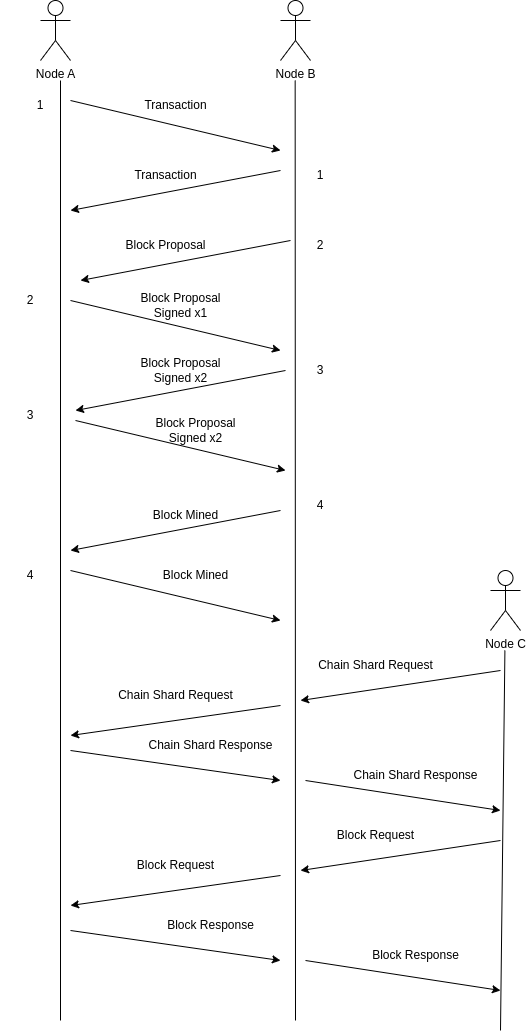 Node A
Node B
1
Transaction
Transaction
1
Block Proposal
2
2
Block Proposal
Signed x1
Block Proposal
Signed x2
3
3
Block Proposal
Signed x2
4
Block Mined
4
Block Mined
Node C
Chain Shard Request
Chain Shard Request
Chain Shard Response
Chain Shard Response
Block Request
Block Request
Block Response
Block Response